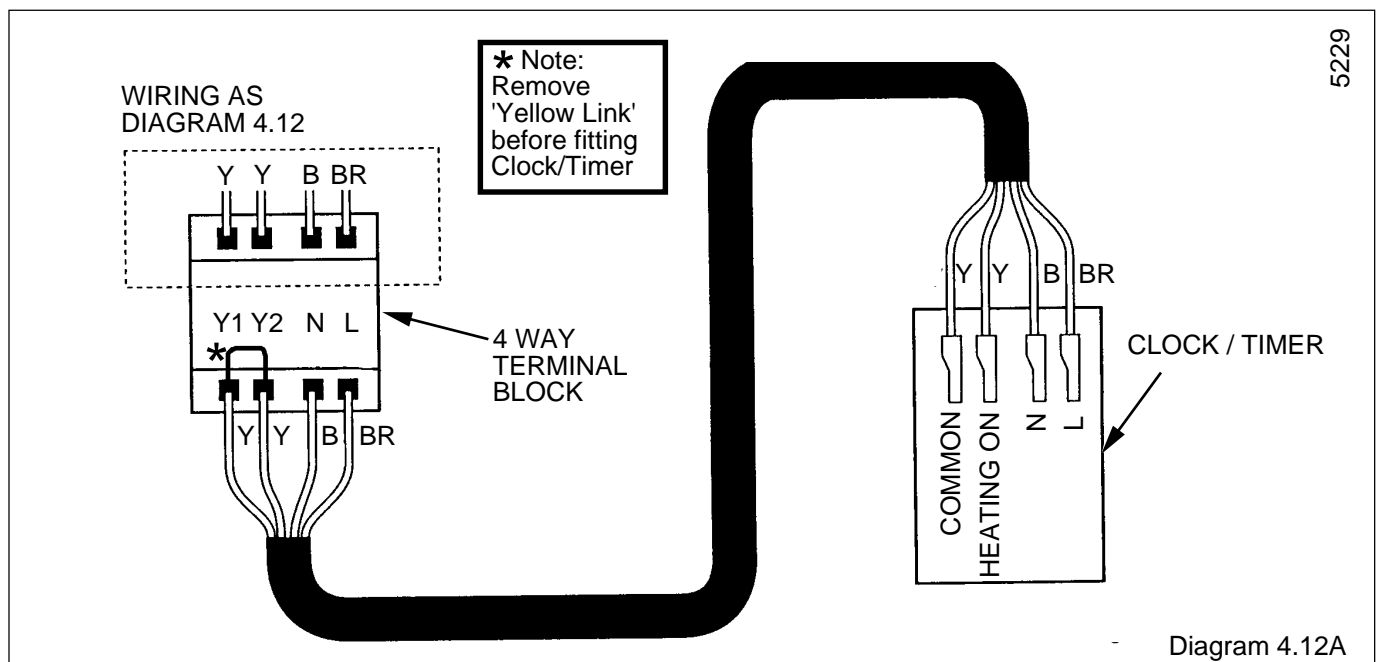 5229
* Note:
Remove
'Yellow Link'
before fitting
Clock/Timer
WIRING AS
DIAGRAM 4.12
Y Y B BR
Y1 Y2 N L
*
4 WAY
TERMINAL
BLOCK
Y Y B BR
Y Y B BR
CLOCK / TIMER
COMMON
HEATING ON
N
L
Diagram 4.12A